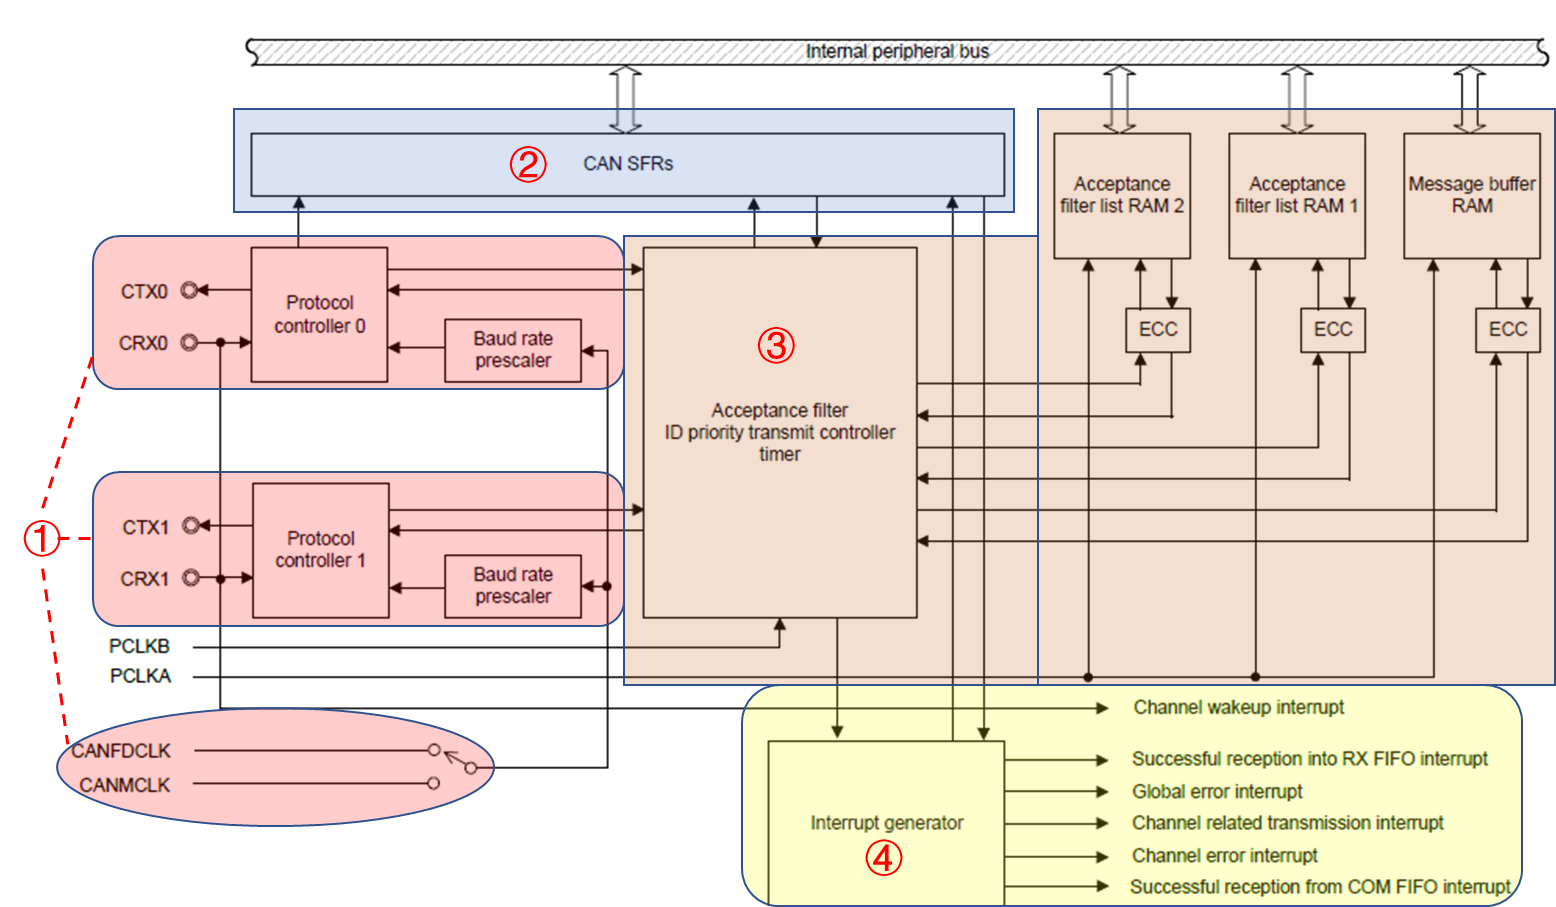 Internal peripheral bus
② CAN SFRs
Acceptance
filter list RAM 2
Acceptance
filter list RAM 1
Message buffer
RAM
CTX0
CRX0
Protocol
controller 0
Baud rate
prescaler
③
Acceptance filter
ID priority transmit controller
timer
ECC
ECC
ECC
①
CTX1
CRX1
Protocol
controller 1
Baud rate
prescaler
PCLKB
PCLKA
CANFDCLK
CANMCLK
Interrupt generator
④
Channel wakeup interrupt
Successful reception into RX FIFO interrupt
Global error interrupt
Channel related transmission interrupt
Channel error interrupt
Successful reception from COM FIFO interrupt